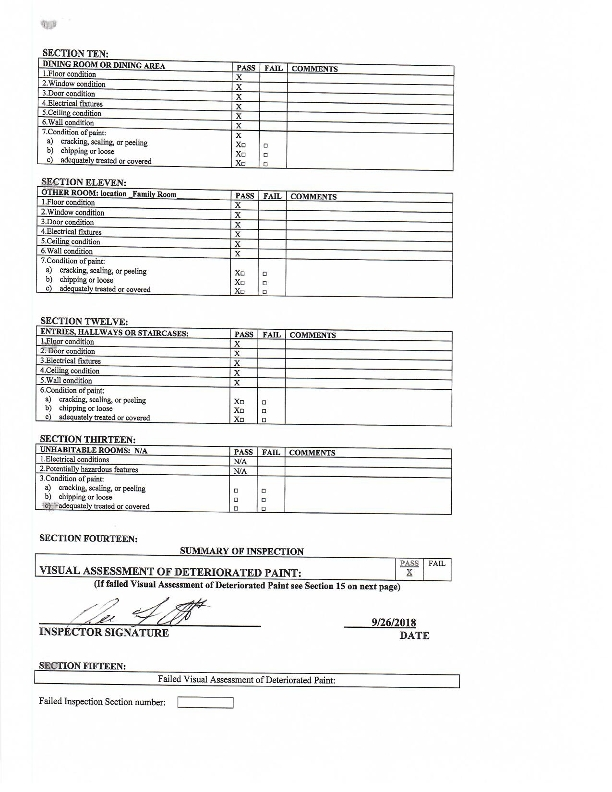 SECTION TEN:
DINING ROOM OR DINING AREA PASS FAIL COMMENTS
1.Floor condition X
2.Window condition X
3.Door condition X
4.Electrical fixtures X
5.Ceiling condition X
6.Wall condition X
7.Condition of paint: X
a) cracking, scaling, or peeling X□ □
b) chipping or loose X□ □
c) adequately treated or covered X□ □
SECTION ELEVEN:
OTHER ROOM: location _Family Room PASS FAIL COMMENTS
1.Floor condition X
2.Window condition X
3.Door condition X
4.Electrical fixtures X
5.Ceiling condition X
6.Wall condition X
7.Condition of paint:
a) cracking, scaling, or peeling X□ □
b) chipping or loose X□ □
c) adequately treated or covered X□ □
SECTION TWELVE:
ENTRIES, HALLWAYS OR STAIRCASES: PASS FAIL COMMENTS
1.Floor condition X
2. Door condition X
3.Electrical fixtures X
4.Ceiling condition X
5.Wall condition X
6.Condition of paint:
a) cracking, scaling, or peeling X□ □
b) chipping or loose X□ □
c) adequately treated or covered X□ □
SECTION THIRTEEN:
UNHABITABLE ROOMS: N/A PASS FAIL COMMENTS
1.Electrical conditions N/A
2.Potentially hazardous features N/A
3.Condition of paint:
a) cracking, scaling, or peeling □ □
b) chipping or loose □ □
c) adequately treated or covered □ □
SECTION FOURTEEN:
SUMMARY OF INSPECTION
VISUAL ASSESSMENT OF DETERIORATED PAINT: PASS X FAIL
(If failed Visual Assessment of Deteriorated Paint see Section 15 on next page)
9/26/2018
INSPECTOR SIGNATURE DATE
SECTION FIFTEEN:
Failed Visual Assessment of Deteriorated Paint:
Failed Inspection Section number: